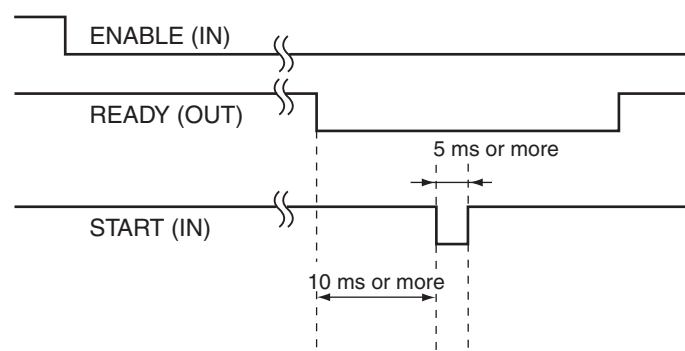 ENABLE (IN)
READY (OUT)
5 ms or more
START (IN)
10 ms or more